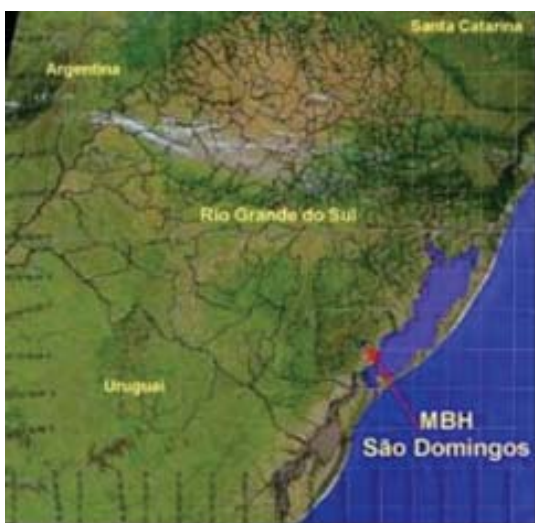 Santa Catarina
Argentina
Rio Grande do Sul
Uruguai
MBH
São Domingos